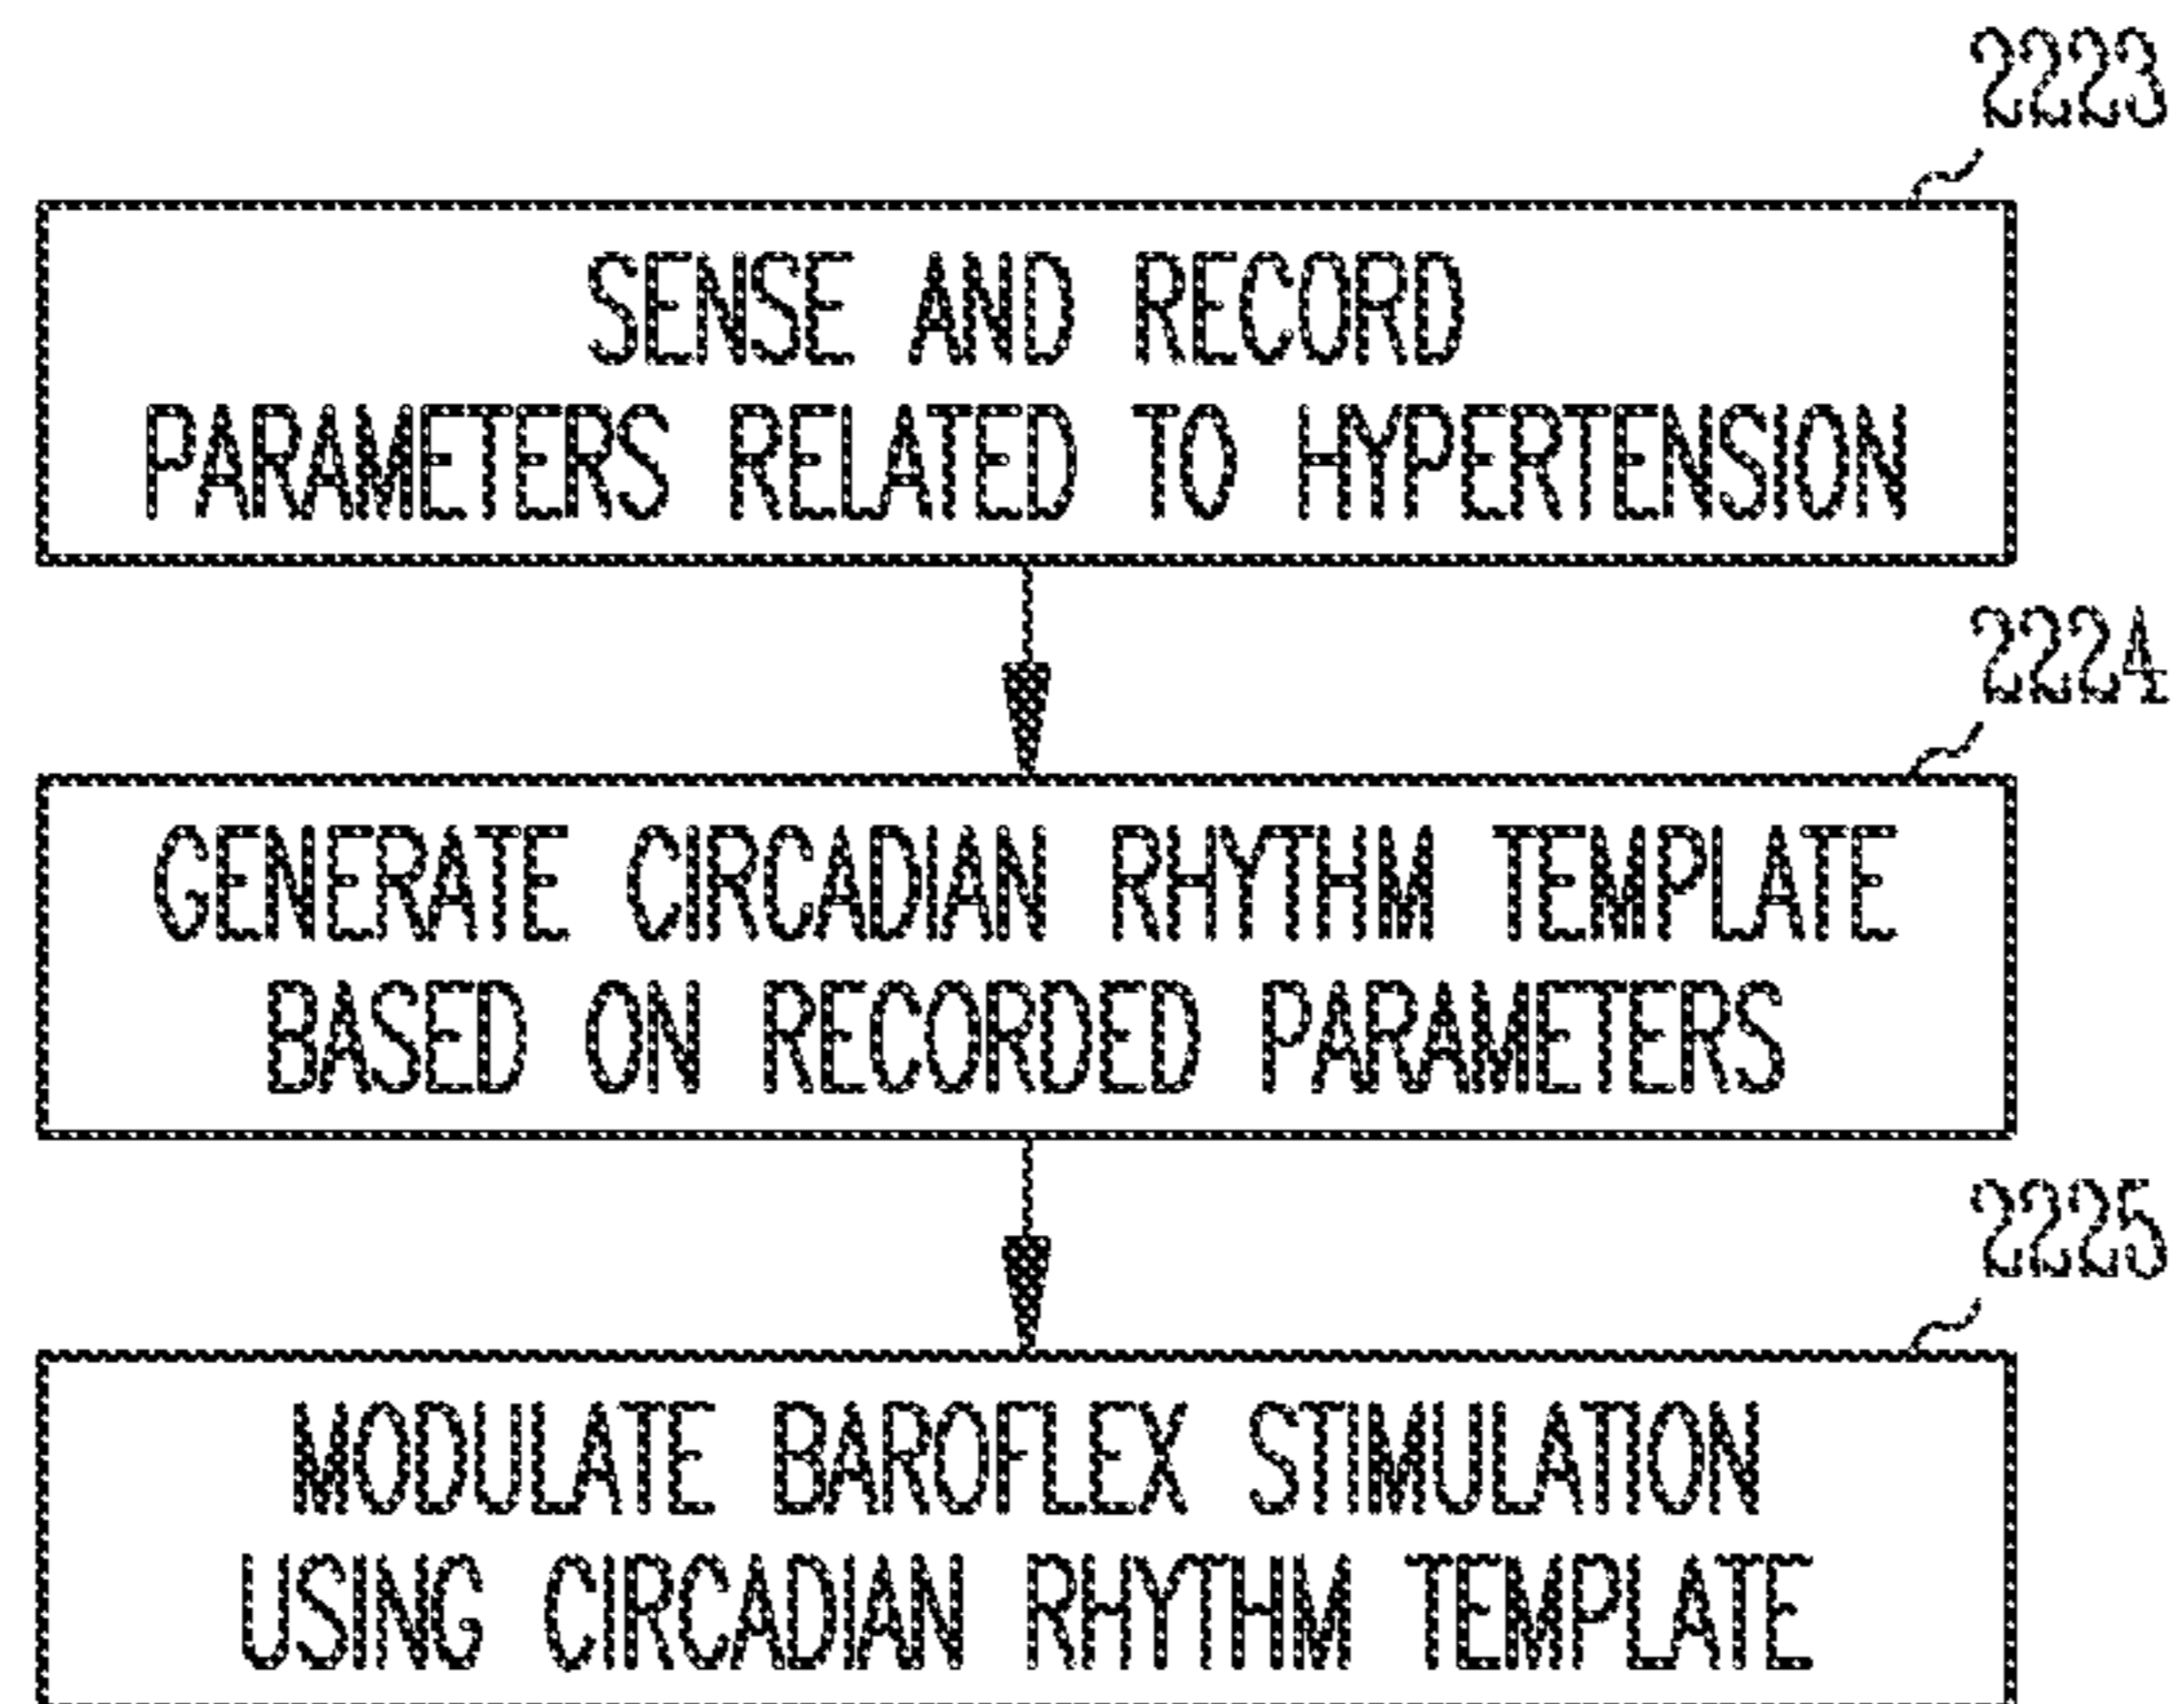 2223
SENSE AND RECORD
PARAMETERS RELATED TO HYPERTENSION
2224
GENERATE CIRCADIAN RHYTHM TEMPLATE
BASED ON RECORDED PARAMETERS
2225
MODULATE BAROFLEX STIMULATION
USING CIRCADIAN RHYTHM TEMPLATE